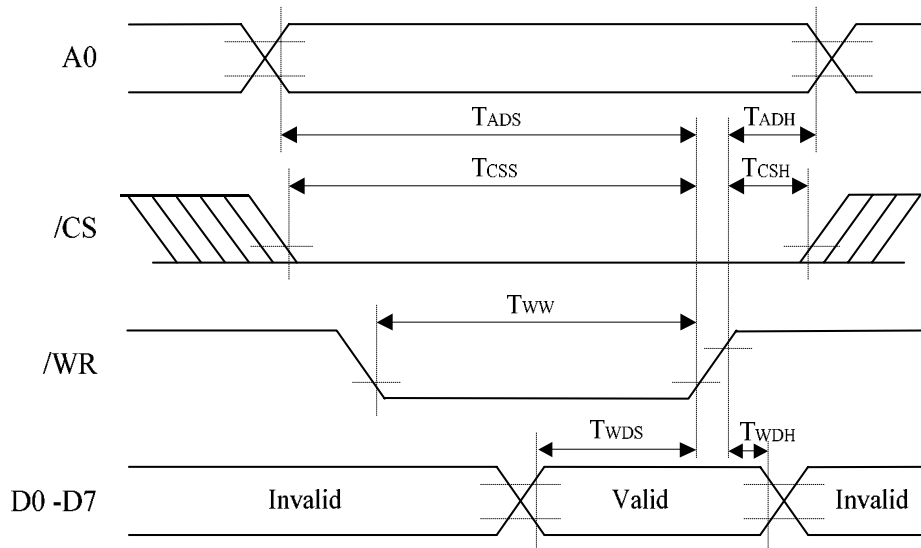 A0
TADS
TADH
TCSS
TCSH
/CS
TWW
/WR
TWDS
TWDH
D0 -D7
Invalid
Valid
Invalid